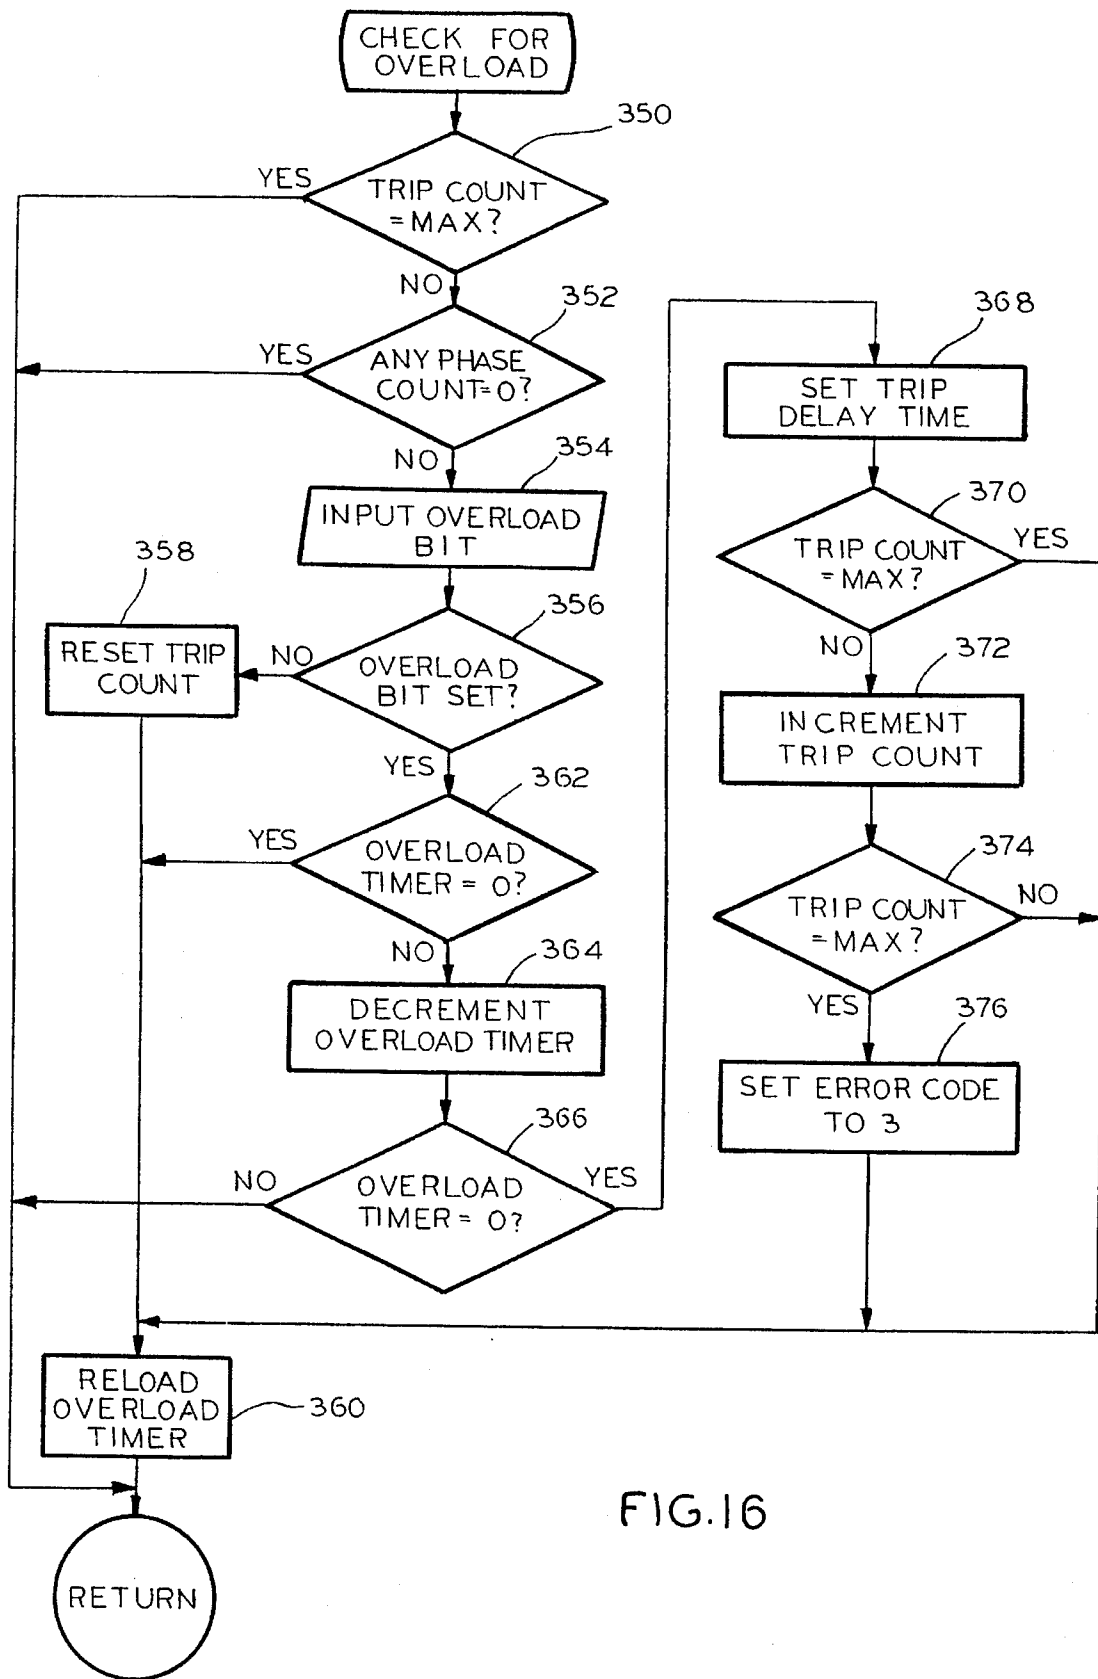 CHECK FOR
OVERLOAD
350
YES
TRIP COUNT
=MAX?
NO
352
YES
ANY PHASE
COUNT=0?
NO
354
INPUT OVERLOAD
BIT
358
RESET TRIP
COUNT
NO
356
OVERLOAD
BIT SET?
YES
362
YES
OVERLOAD
TIMER = 0?
NO
364
DECREMENT
OVERLOAD TIMER
366
NO
OVERLOAD
TIMER = 0?
YES
368
SET TRIP
DELAY TIME
370
TRIP COUNT
=MAX?
YES
NO
372
INCREMENT
TRIP COUNT
374
TRIP COUNT
=MAX?
NO
YES
376
SET ERROR CODE
TO 3
RELOAD
OVERLOAD
TIMER
360
RETURN
FIG.16